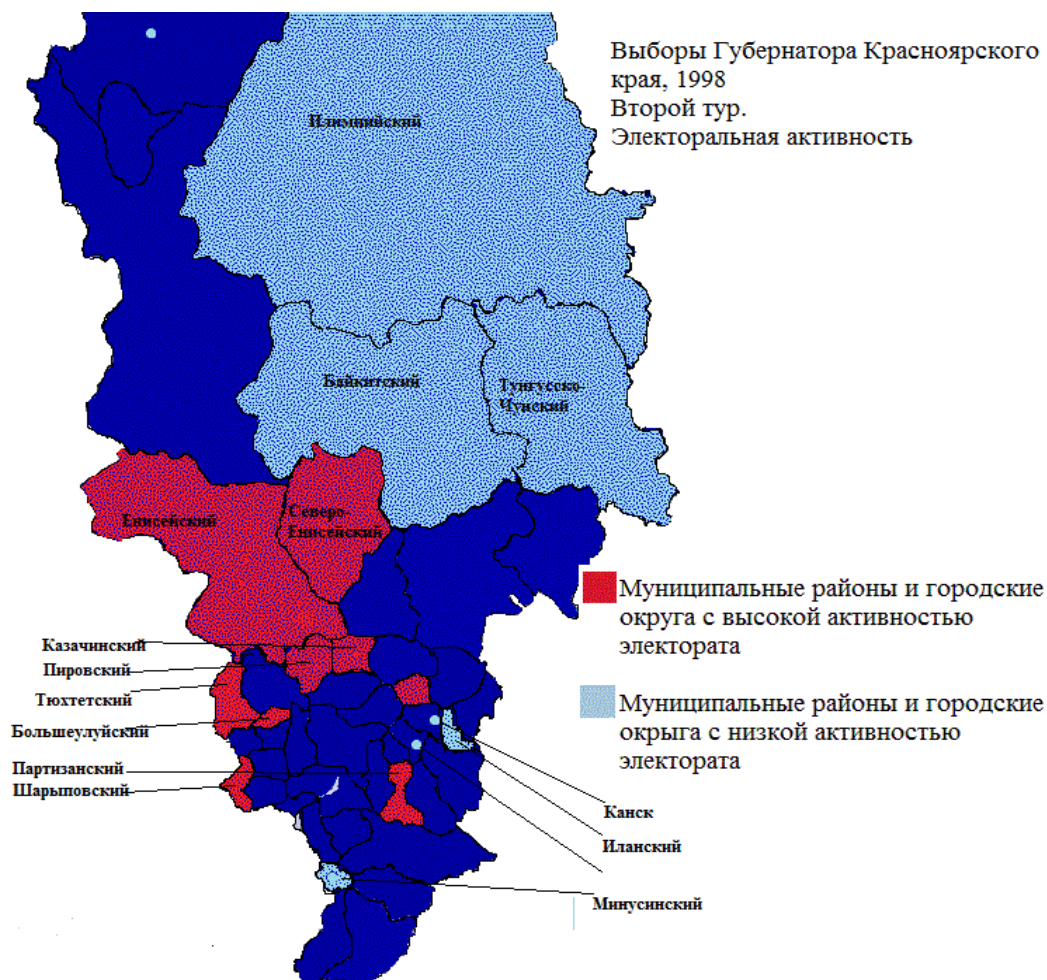 Выборы Губернатора Красноярского
края, 1998
Второй тур.
Электоральная активность
Илимпийский
Байкитский
Тунгусско-
Чунский
Енисейский
Северо-
Енисейский
Муниципальные районы и городские
округа с высокой активностью
электората
Муниципальные районы и городские
окрыга с низкой активностью
электората
Казачинский
Пировский
Тюхтетский
Большеулуйский
Партизанский
Шарыповский
Канск
Иланский
Минусинский